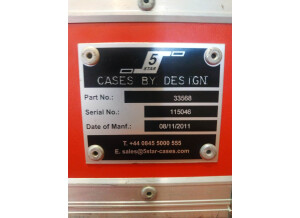 5
STAR
CASES BY DESIGN
Part No.: 33568
Serial No.: 115046
Date of Manf.: 08/11/2011
T. +44 0845 5000 555
E. sales@5star-cases.com